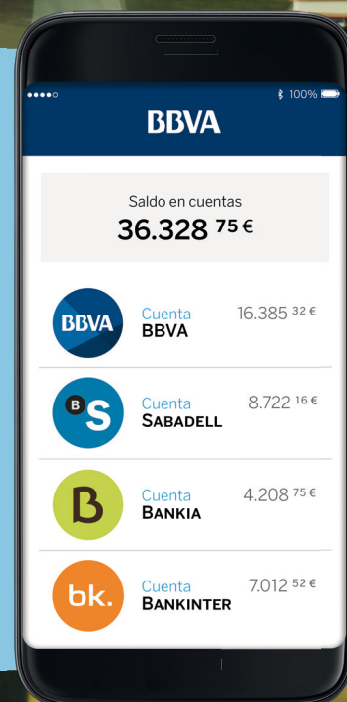 100%
BBVA
Saldo en cuentas
36.328 75 €
BBVA
Cuenta
BBVA
16.385 32 €
BS
Cuenta
SABADELL
8.722 16 €
B
Cuenta
BANKIA
4.208 75 €
bk.
Cuenta
BANKINTER
7.012 52 €